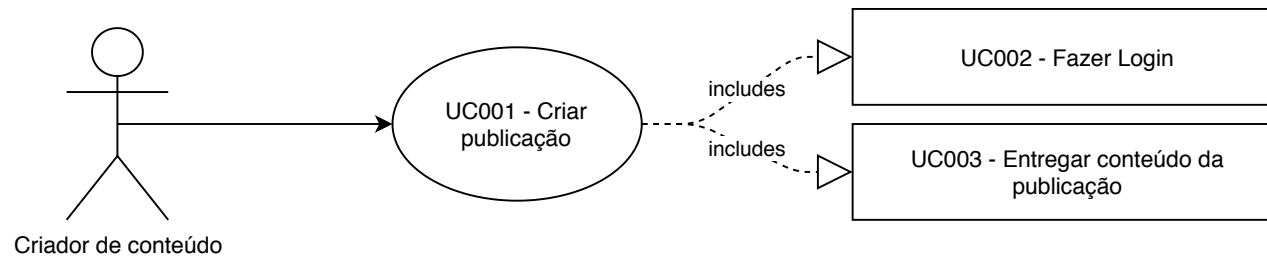 UC002 - Fazer Login
includes
UC001 - Criar
publicação
includes
UC003 - Entregar conteúdo da
publicação
Criador de conteúdo